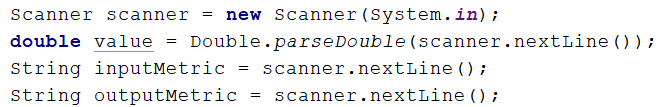 Scanner scanner = new Scanner(System.in);
double value = Double.parseDouble(scanner.nextLine());
String inputMetric = scanner.nextLine();
String outputMetric = scanner.nextLine();